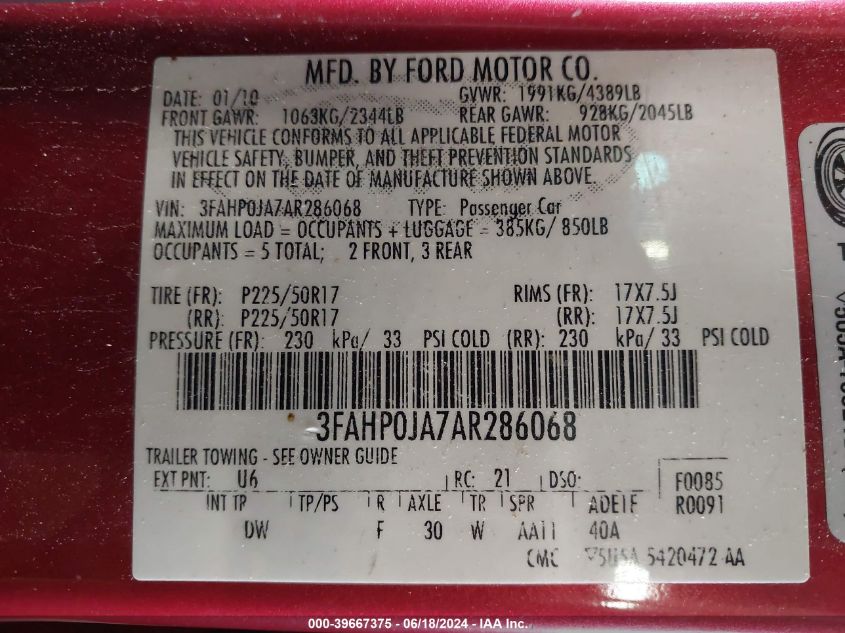 MFD. BY FORD MOTOR CO.
DATE: 01/10 GVWR: 1991KG/4389LB
FRONT GAWR: 1063KG/2344LB REAR GAWR: 928KG/2045LB
THIS VEHICLE CONFORMS TO ALL APPLICABLE FEDERAL MOTOR
VEHICLE SAFETY, BUMPER, AND THEFT PREVENTION STANDARDS
IN EFFECT ON THE DATE OF MANUFACTURE SHOWN ABOVE.
VIN: 3FAHP0JA7AR286068 TYPE: Passenger Car
MAXIMUM LOAD = OCCUPANTS + LUGGAGE = 385KG/ 850LB
OCCUPANTS = 5 TOTAL; 2 FRONT, 3 REAR
TIRE (FR): P225/50R17 RIMS (FR): 17X7.5J
(RR): P225/50R17 (RR): 17X7.5J
PRESSURE (FR): 230 kPa/ 33 PSI COLD (RR): 230 kPa/ 33 PSI COLD
3FAHP0JA7AR286068
TRAILER TOWING - SEE OWNER GUIDE
EXT PNT: U6 RC: 21 DSO: F0085
INT TR TP/PS R AXLE TR SPR ADE1F R0091
DW F 30 W AA11 40A
CMC 5420472 AA
000-39667375 - 06/18/2024 - IAA Inc.